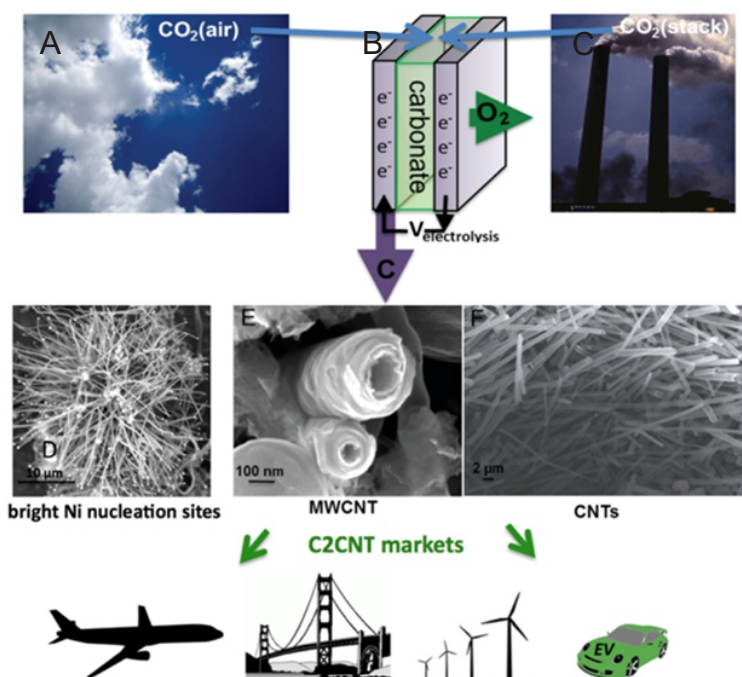 A
CO₂(air)
B
CO₂(stack)
C
e⁻ e⁻
e⁻ e⁻
e⁻ e⁻
e⁻ e⁻
carbonate
O₂
V electrolysis
C
D
10 µm
E
100 nm
F
2 µm
bright Ni nucleation sites
MWCNT
CNTs
C2CNT markets
EV